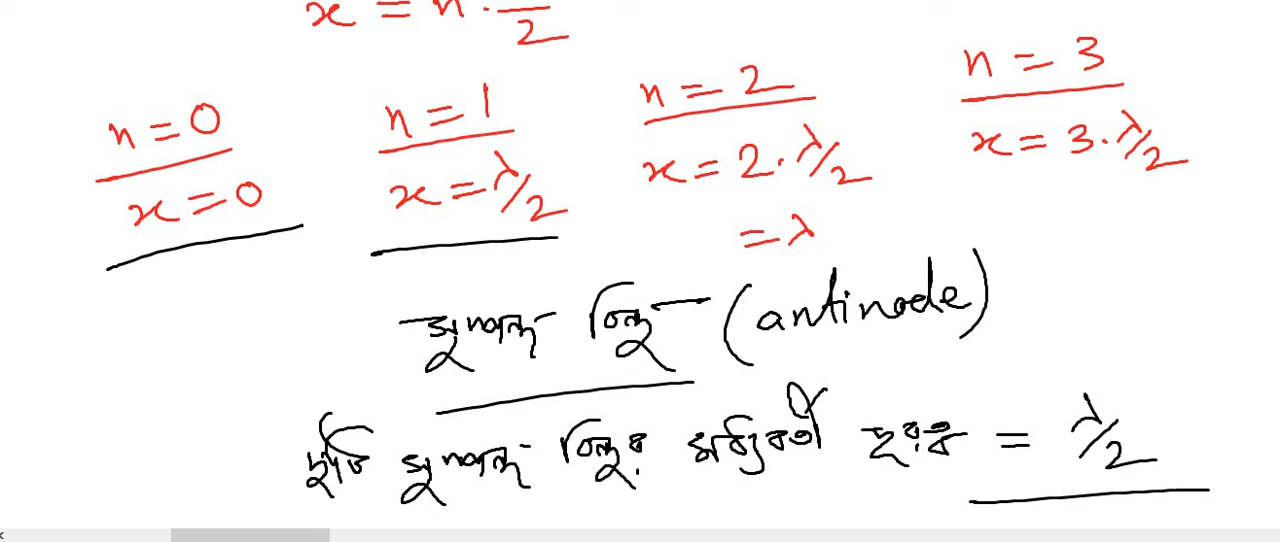 x = n · /2
n = 0 n = 1 n = 2 n = 3
x = 0 x = λ/2 x = 2 · λ/2 x = 3 · λ/2
= λ
সুস্পন্দ বিন্দু (antinode)
দুটি সুস্পন্দ বিন্দুর মধ্যবর্তী দূরত্ব = λ/2